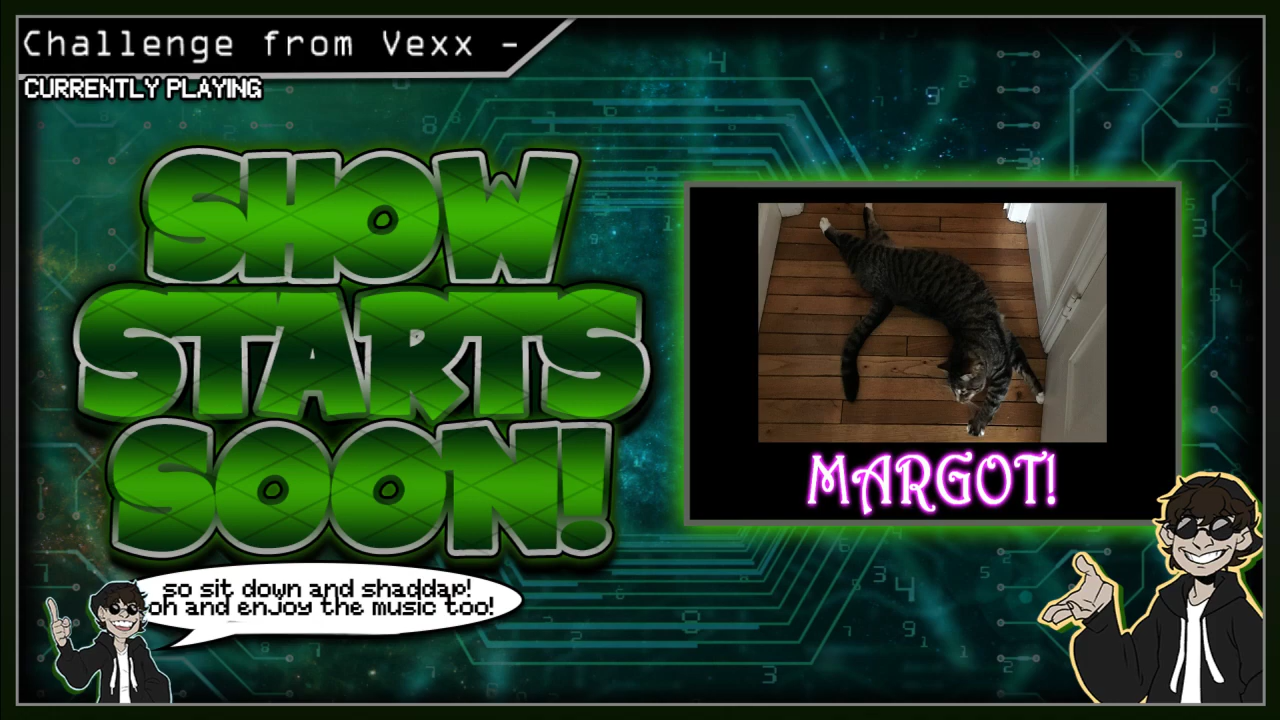 Challenge from Vexx -
CURRENTLY PLAYING
SHOW
STARTS
SOON!
MARGOT!
so sit down and shaddap!
oh and enjoy the music too!